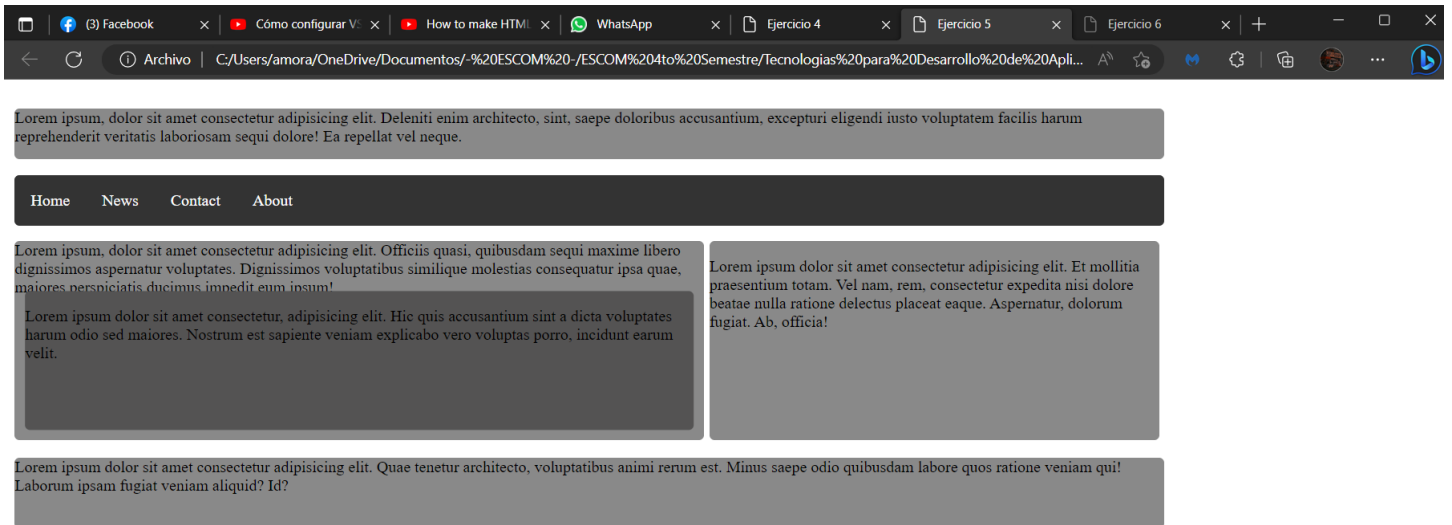 (3) Facebook
Cómo configurar VS
How to make HTML
WhatsApp
Ejercicio 4
Ejercicio 5
Ejercicio 6
Archivo
C:/Users/amora/OneDrive/Documentos/-%20ESCOM%20-/ESCOM%204to%20Semestre/Tecnologias%20para%20Desarrollo%20de%20Apli...
Lorem ipsum, dolor sit amet consectetur adipisicing elit. Deleniti enim architecto, sint, saepe doloribus accusantium, excepturi eligendi iusto voluptatem facilis harum
reprehenderit veritatis laboriosam sequi dolore! Ea repellat vel neque.
Home News Contact About
Lorem ipsum, dolor sit amet consectetur adipisicing elit. Officiis quasi, quibusdam sequi maxime libero
dignissimos aspernatur voluptates. Dignissimos voluptatibus similique molestias consequatur ipsa quae,
maiores perspiciatis ducimus impedit eum ipsum!
Lorem ipsum dolor sit amet consectetur, adipisicing elit. Hic quis accusantium sint a dicta voluptates
harum odio sed maiores. Nostrum est sapiente veniam explicabo vero voluptas porro, incidunt earum
velit.
Lorem ipsum dolor sit amet consectetur adipisicing elit. Et mollitia
praesentium totam. Vel nam, rem, consectetur expedita nisi dolore
beatae nulla ratione delectus placeat eaque. Aspernatur, dolorum
fugiat. Ab, officia!
Lorem ipsum dolor sit amet consectetur adipisicing elit. Quae tenetur architecto, voluptatibus animi rerum est. Minus saepe odio quibusdam labore quos ratione veniam qui!
Laborum ipsam fugiat veniam aliquid? Id?